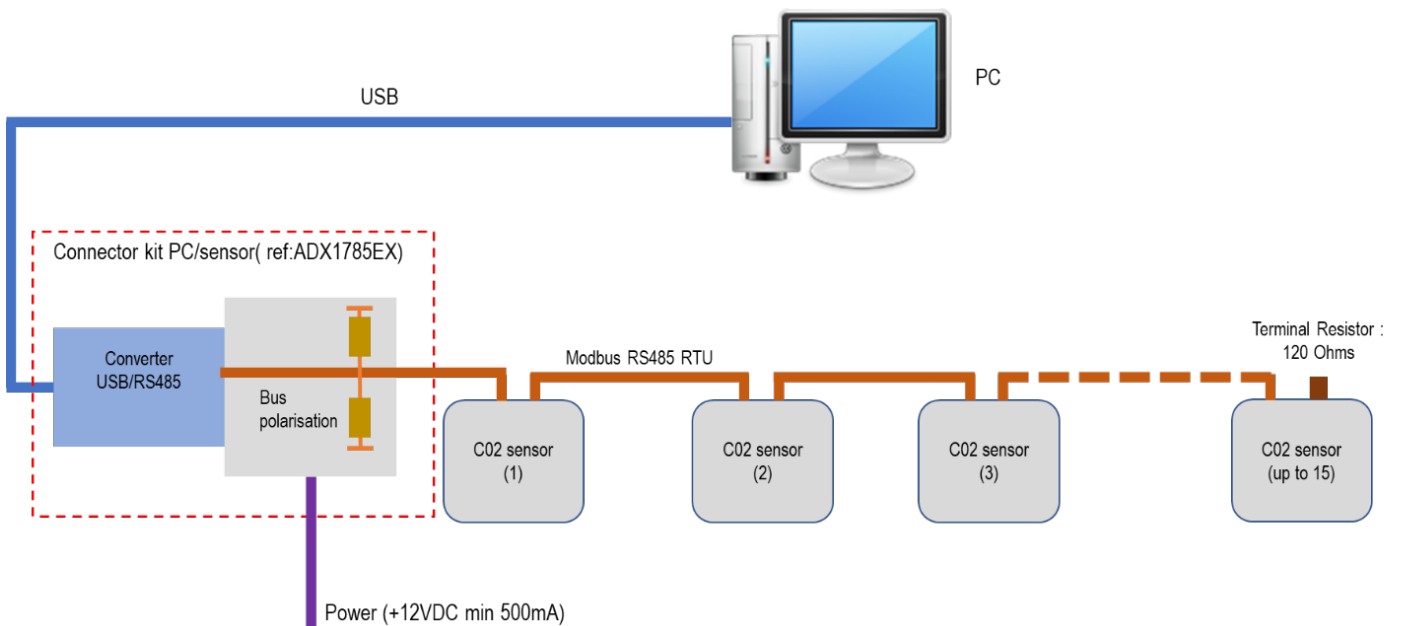 PC
USB
Connector kit PC/sensor( ref:ADX1785EX)
Converter
USB/RS485
Bus
polarisation
Modbus RS485 RTU
Terminal Resistor :
120 Ohms
C02 sensor
(1)
C02 sensor
(2)
C02 sensor
(3)
C02 sensor
(up to 15)
Power (+12VDC min 500mA)